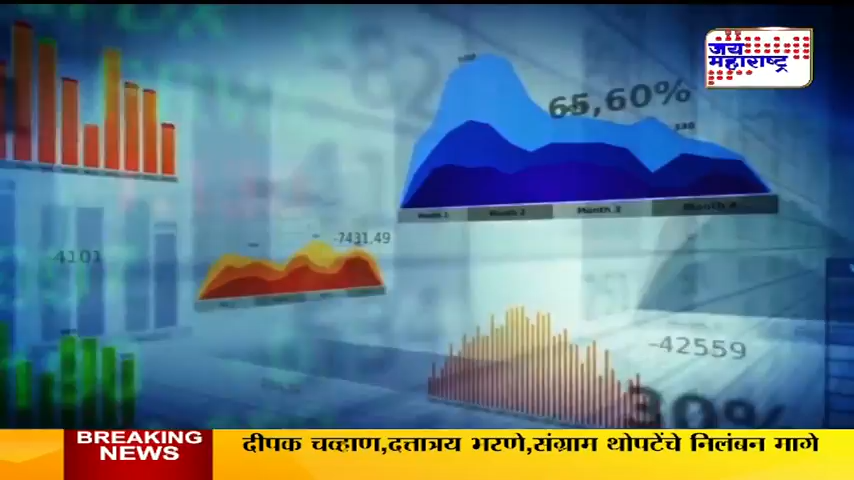 जय
महाराष्ट्र
65,60%
Month 1 Month 2 Month 3 Month 4
-7431.49
4101
-42559
30%
BREAKING
NEWS
दीपक चव्हाण,दत्तात्रय भरणे,संग्राम थोपटेंचे निलंबन मागे